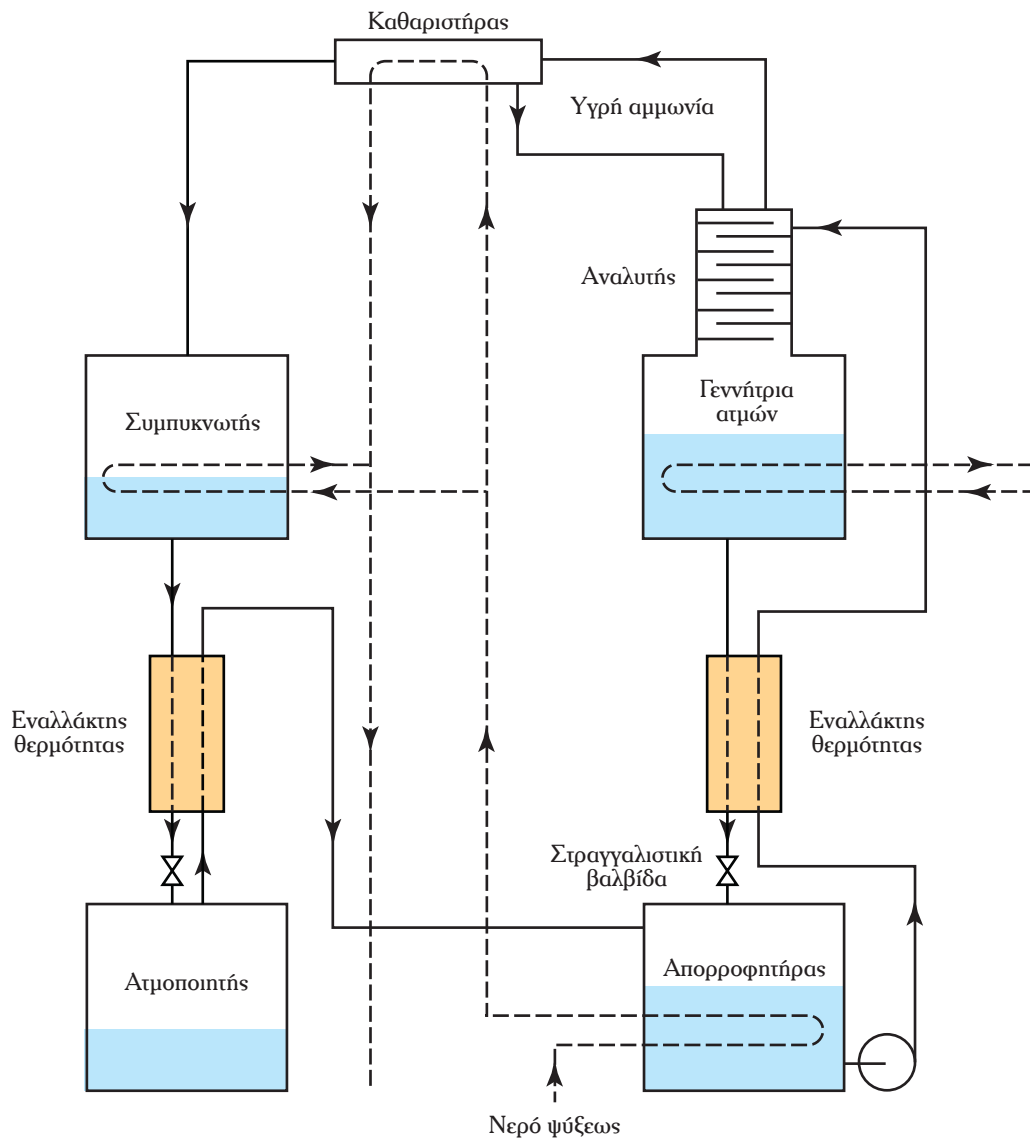 Καθαριστήρας
Υγρή αμμωνία
Αναλυτής
Γεννήτρια
ατμών
Συμπυκνωτής
Εναλλάκτης
θερμότητας
Εναλλάκτης
θερμότητας
Στραγγαλιστική
βαλβίδα
Ατμοποιητής
Απορροφητήρας
Νερό ψύξεως